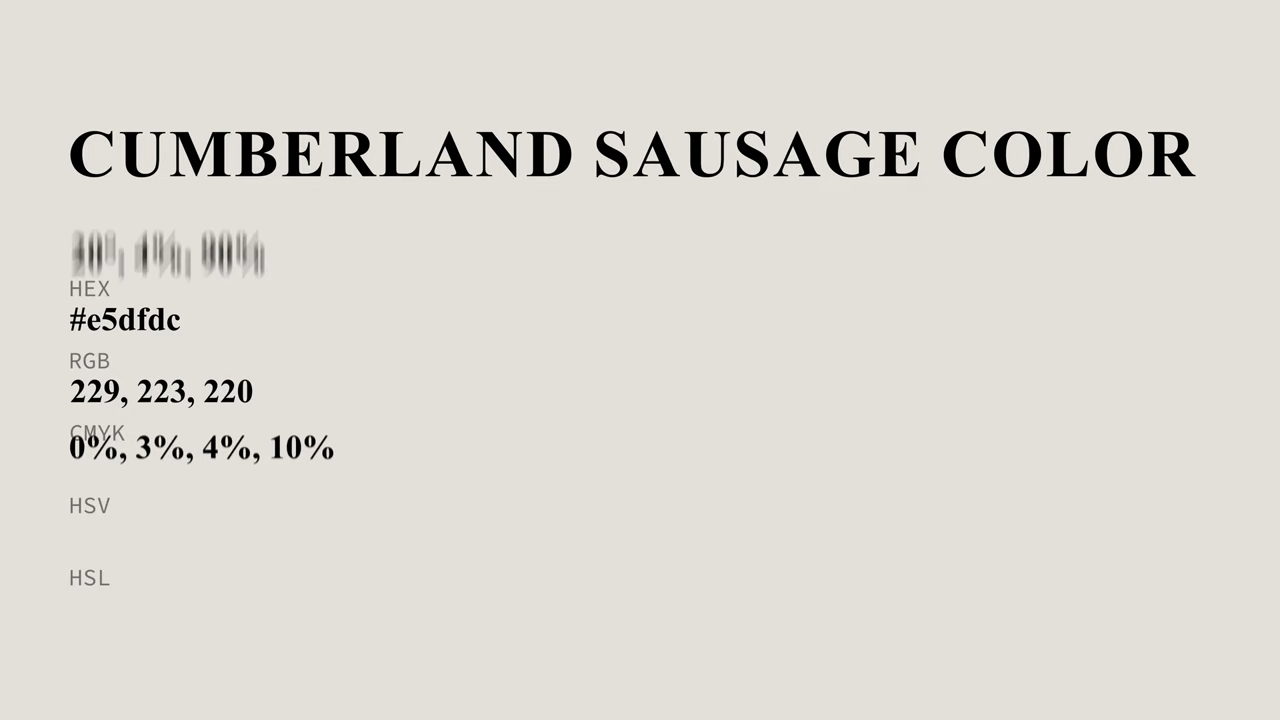 CUMBERLAND SAUSAGE COLOR
HEX
#e5dfdc
RGB
229, 223, 220
CMYK
0%, 3%, 4%, 10%
HSV
HSL